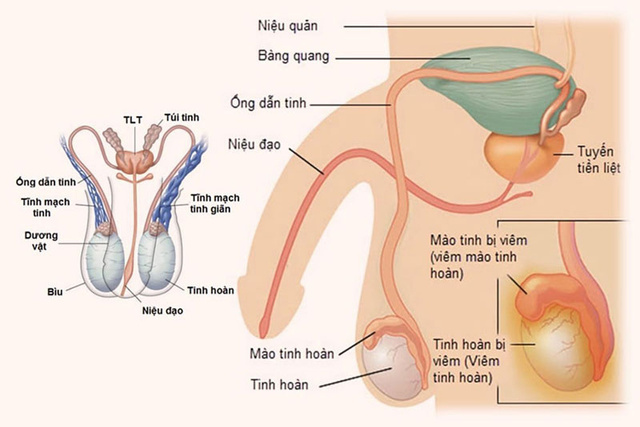 TLT
Túi tinh
Ống dẫn tinh
Tĩnh mạch
tinh
Tĩnh mạch
tinh giãn
Dương
vật
Bìu
Tinh hoàn
Niệu đạo
Niệu quản
Bàng quang
Ống dẫn tinh
Niệu đạo
Tuyến
tiền liệt
Mào tinh bị viêm
(viêm mào tinh
hoàn)
Mào tinh hoàn
Tinh hoàn
Tinh hoàn bị
viêm (Viêm
tinh hoàn)